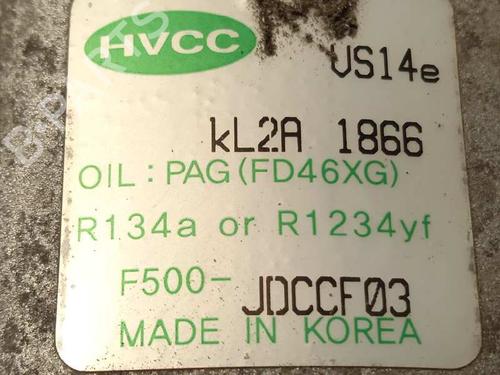 HVCC
VS14e
kL2A 1866
OIL : PAG (FD46XG)
R134a or R1234yf
F500- JDCCF03
MADE IN KOREA